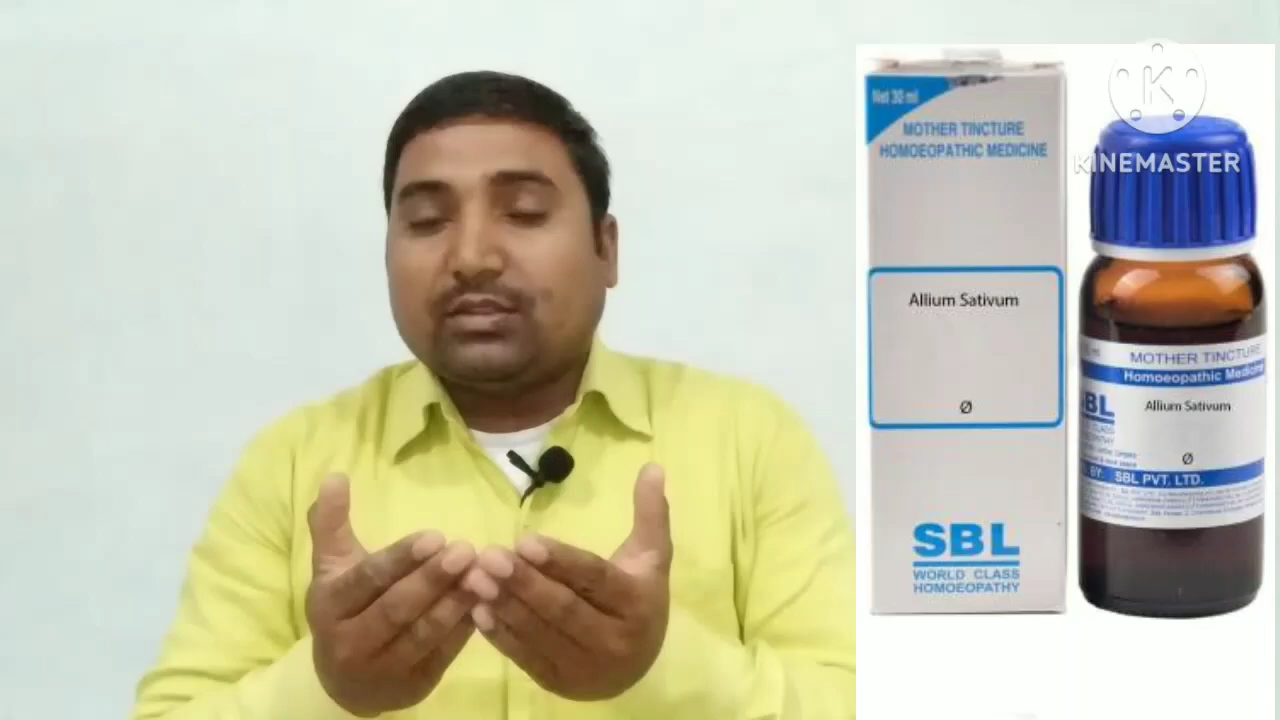 Net 30 ml
MOTHER TINCTURE
HOMOEOPATHIC MEDICINE
Allium Sativum
Ø
SBL
WORLD CLASS
HOMOEOPATHY
KINEMASTER
MOTHER TINCTURE
Homoeopathic Medicine
SBL
Allium Sativum
Ø
BY: SBL PVT. LTD.